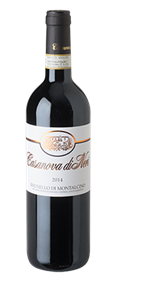 Casanova di Neri
2014
BRUNELLO DI MONTALCINO